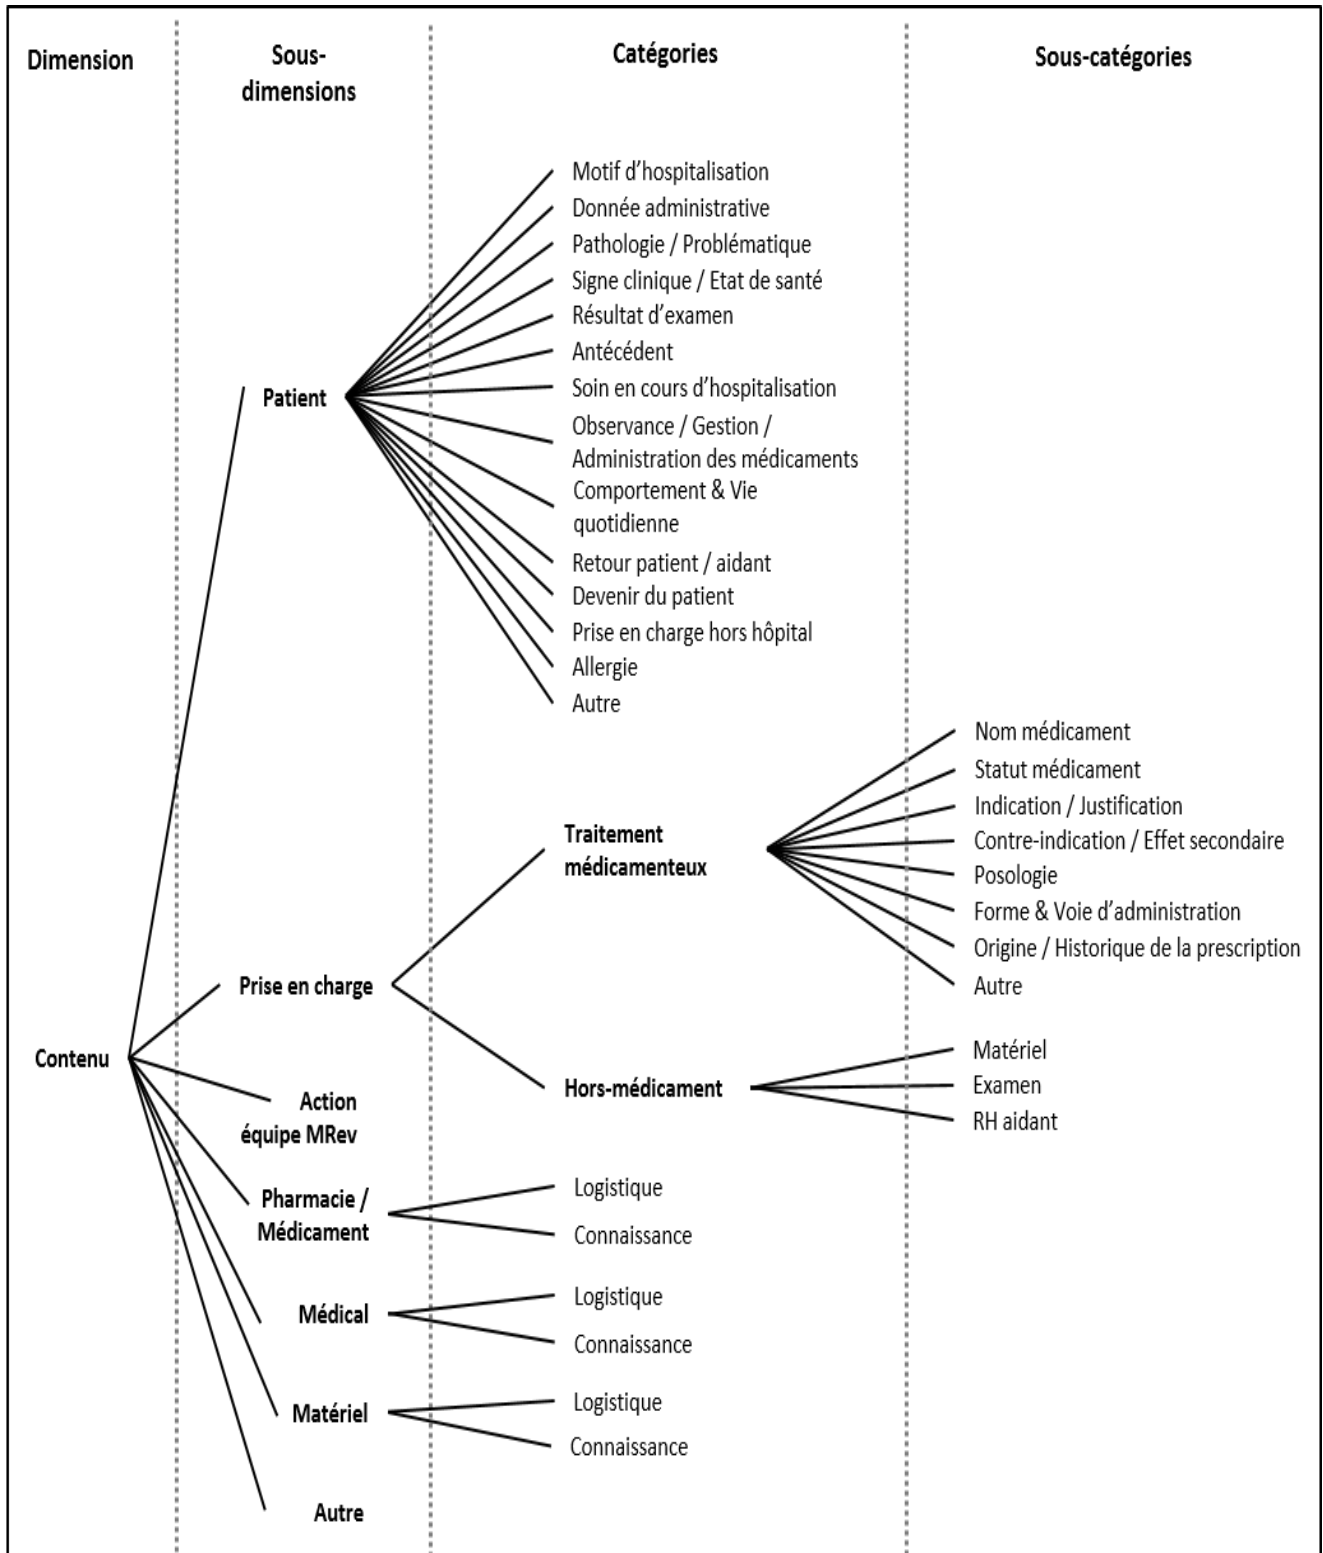 Dimension
Sous-
dimensions
Catégories
Sous-catégories
Motif d’hospitalisation
Donnée administrative
Pathologie / Problématique
Signe clinique / Etat de santé
Résultat d’examen
Antécédent
Patient
Soin en cours d’hospitalisation
Observance / Gestion /
Administration des médicaments
Comportement & Vie
quotidienne
Retour patient / aidant
Devenir du patient
Prise en charge hors hôpital
Allergie
Autre
Nom médicament
Statut médicament
Indication / Justification
Traitement
médicamenteux
Contre-indication / Effet secondaire
Posologie
Forme & Voie d’administration
Origine / Historique de la prescription
Autre
Prise en charge
Contenu
Hors-médicament
Matériel
Examen
RH aidant
Action
équipe MRev
Pharmacie /
Médicament
Logistique
Connaissance
Médical
Logistique
Connaissance
Matériel
Logistique
Connaissance
Autre